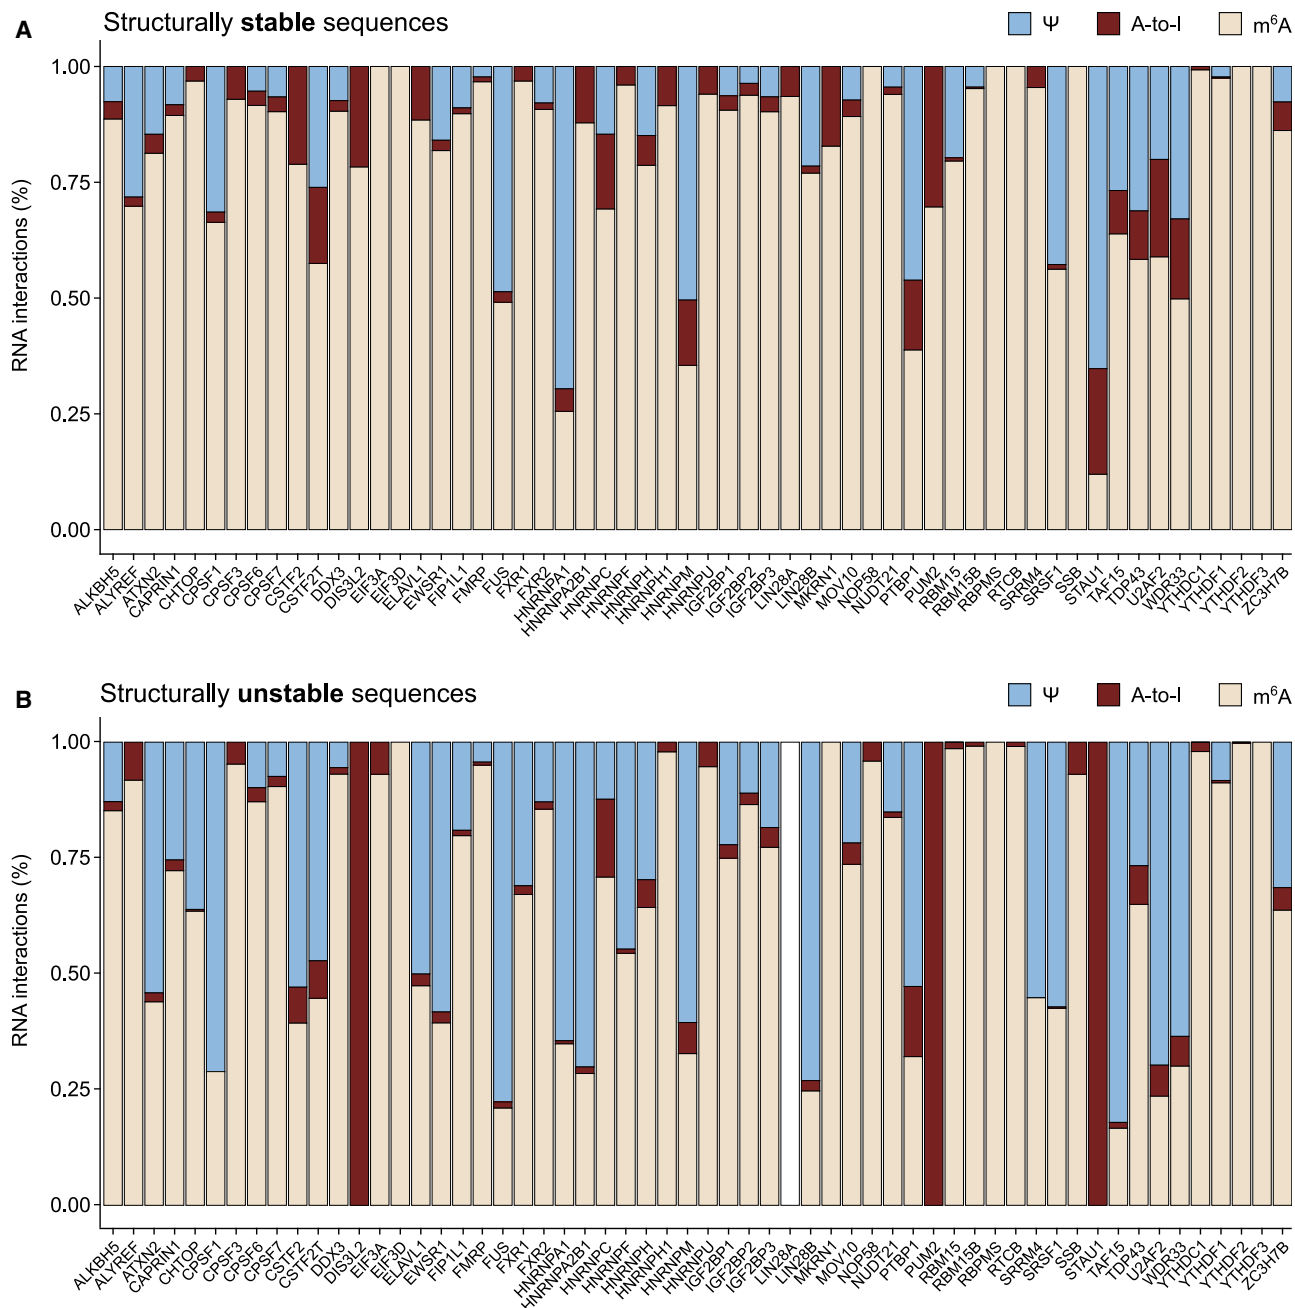 A
Structurally stable sequences
Ψ
A-to-I
m⁶A
RNA interactions (%)
1.00
0.75
0.50
0.25
0.00
ALKBH5
ALYREF
ATXN2
CAPRIN1
CHTOP
CPSF1
CPSF3
CPSF6
CPSF7
CSTF2
CSTF2T
DDX3
DIS3L2
EIF3A
EIF3D
ELAVL1
EWSR1
FIP1L1
FMRP
FUS
FXR1
FXR2
HNRNPA1
HNRNPA2B1
HNRNPC
HNRNPF
HNRNPH
HNRNPH1
HNRNPM
HNRNPU
IGF2BP1
IGF2BP2
IGF2BP3
LIN28A
LIN28B
MKRN1
MOV10
NOP58
NUDT21
PTBP1
PUM2
RBM15
RBM15B
RBPMS
RTCB
SRRM4
SRSF1
SSB
STAU1
TAF15
TDP43
U2AF2
WDR33
YTHDC1
YTHDF1
YTHDF2
YTHDF3
ZC3H7B
B
Structurally unstable sequences
Ψ
A-to-I
m⁶A
RNA interactions (%)
1.00
0.75
0.50
0.25
0.00
ALKBH5
ALYREF
ATXN2
CAPRIN1
CHTOP
CPSF1
CPSF3
CPSF6
CPSF7
CSTF2
CSTF2T
DDX3
DIS3L2
EIF3A
EIF3D
ELAVL1
EWSR1
FIP1L1
FMRP
FUS
FXR1
FXR2
HNRNPA1
HNRNPA2B1
HNRNPC
HNRNPF
HNRNPH
HNRNPH1
HNRNPM
HNRNPU
IGF2BP1
IGF2BP2
IGF2BP3
LIN28A
LIN28B
MKRN1
MOV10
NOP58
NUDT21
PTBP1
PUM2
RBM15
RBM15B
RBPMS
RTCB
SRRM4
SRSF1
SSB
STAU1
TAF15
TDP43
U2AF2
WDR33
YTHDC1
YTHDF1
YTHDF2
YTHDF3
ZC3H7B